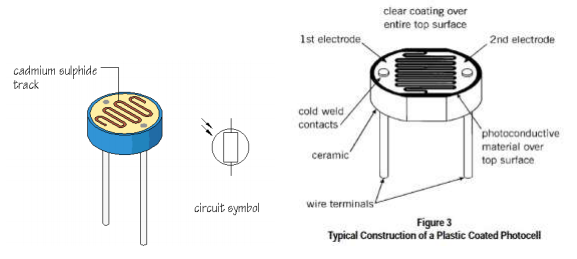 cadmium sulphide
track
circuit symbol
clear coating over
entire top surface
1st electrode
2nd electrode
cold weld
contacts
ceramic
photoconductive
material over
top surface
wire terminals
Figure 3
Typical Construction of a Plastic Coated Photocell